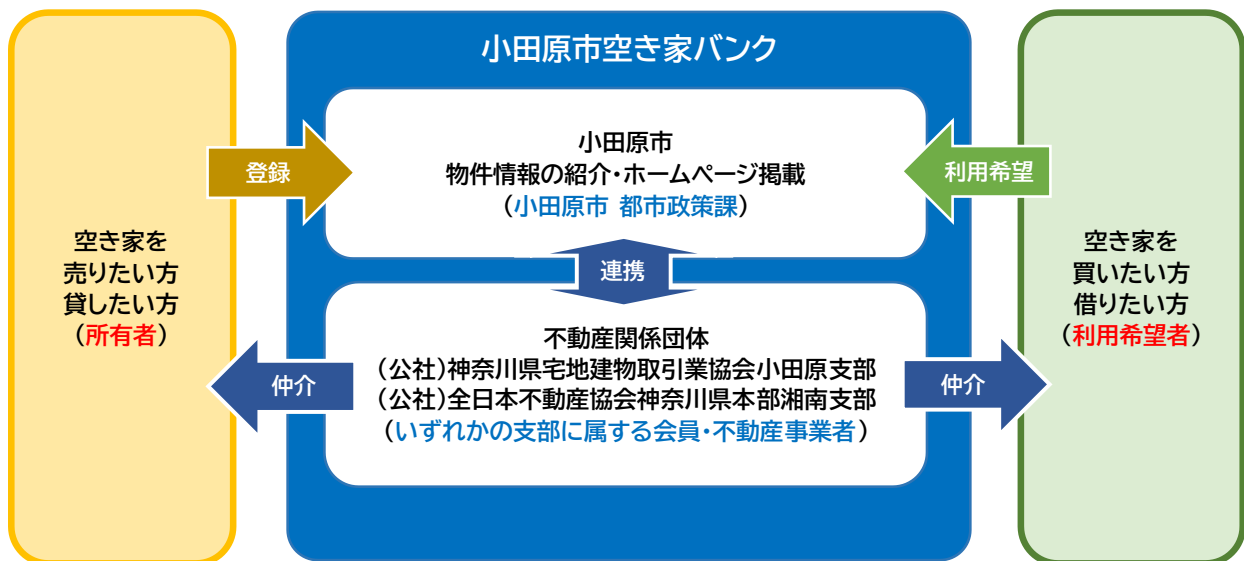 小田原市空き家バンク
空き家を
売りたい方
貸したい方
(所有者)
登録
小田原市
物件情報の紹介・ホームページ掲載
(小田原市 都市政策課)
利用希望
連携
仲介
不動産関係団体
(公社)神奈川県宅地建物取引業協会小田原支部
(公社)全日本不動産協会神奈川県本部湘南支部
(いずれかの支部に属する会員・不動産事業者)
仲介
空き家を
買いたい方
借りたい方
(利用希望者)